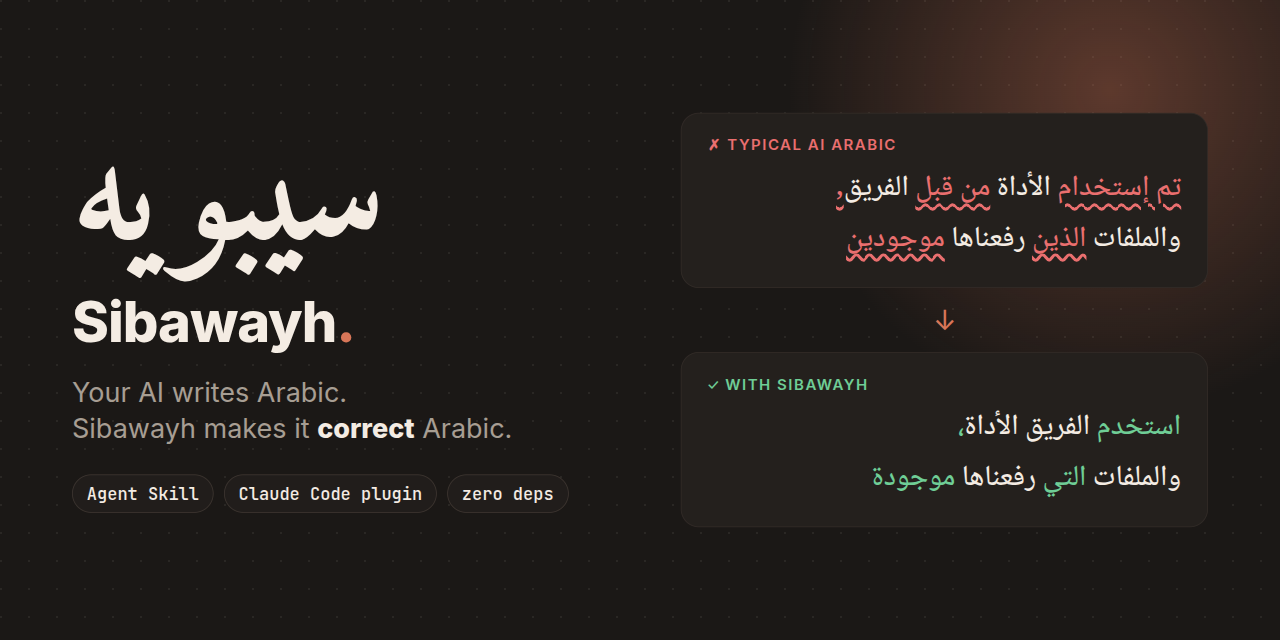 سيبويه
Sibawayh.
Your AI writes Arabic.
Sibawayh makes it correct Arabic.
Agent Skill
Claude Code plugin
zero deps
✗ TYPICAL AI ARABIC
تم إستخدام الأداة من قبل الفريق,
والملفات الذين رفعناها موجودين
↓
✓ WITH SIBAWAYH
استخدم الفريق الأداة،
والملفات التي رفعناها موجودة